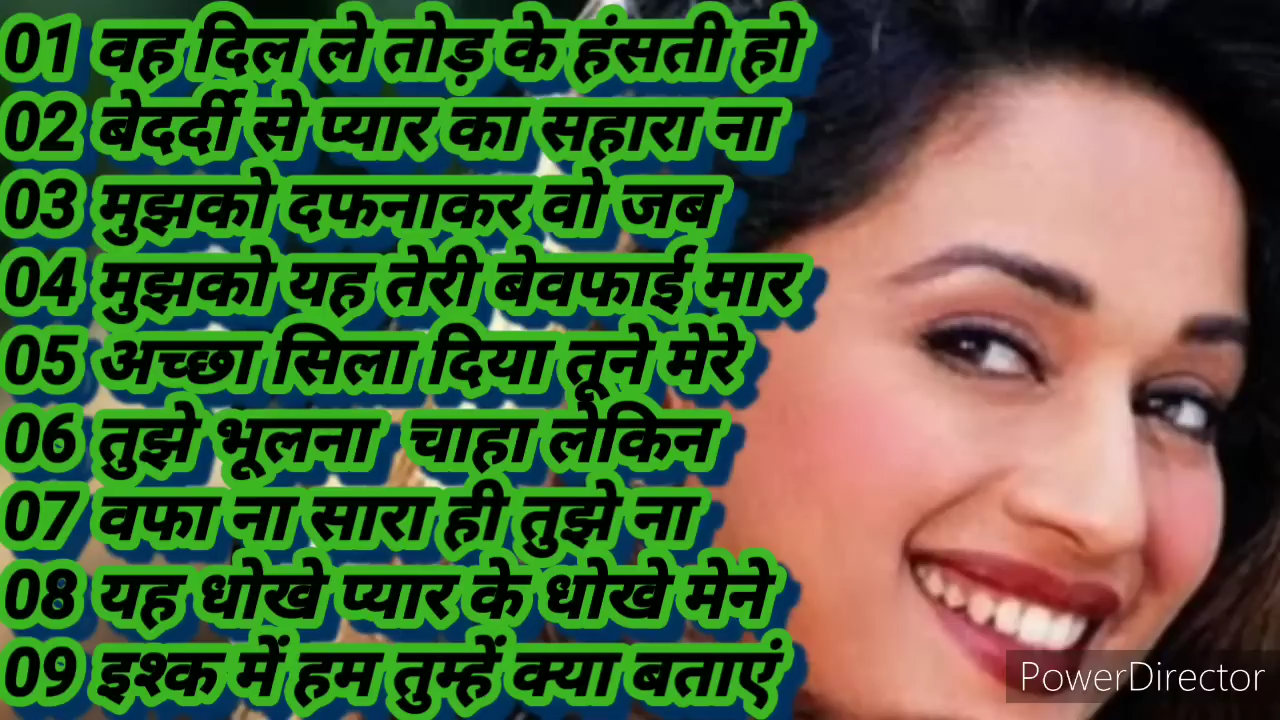 01 वह दिल ले तोड़ के हंसती हो
02 बेदर्दी से प्यार का सहारा ना
03 मुझको दफनाकर वो जब
04 मुझको यह तेरी बेवफाई मार
05 अच्छा सिला दिया तूने मेरे
06 तुझे भूलना चाहा लेकिन
07 वफा ना सारा ही तुझे ना
08 यह धोखे प्यार के धोखे मेने
09 इश्क में हम तुम्हें क्या बताएं
PowerDirector